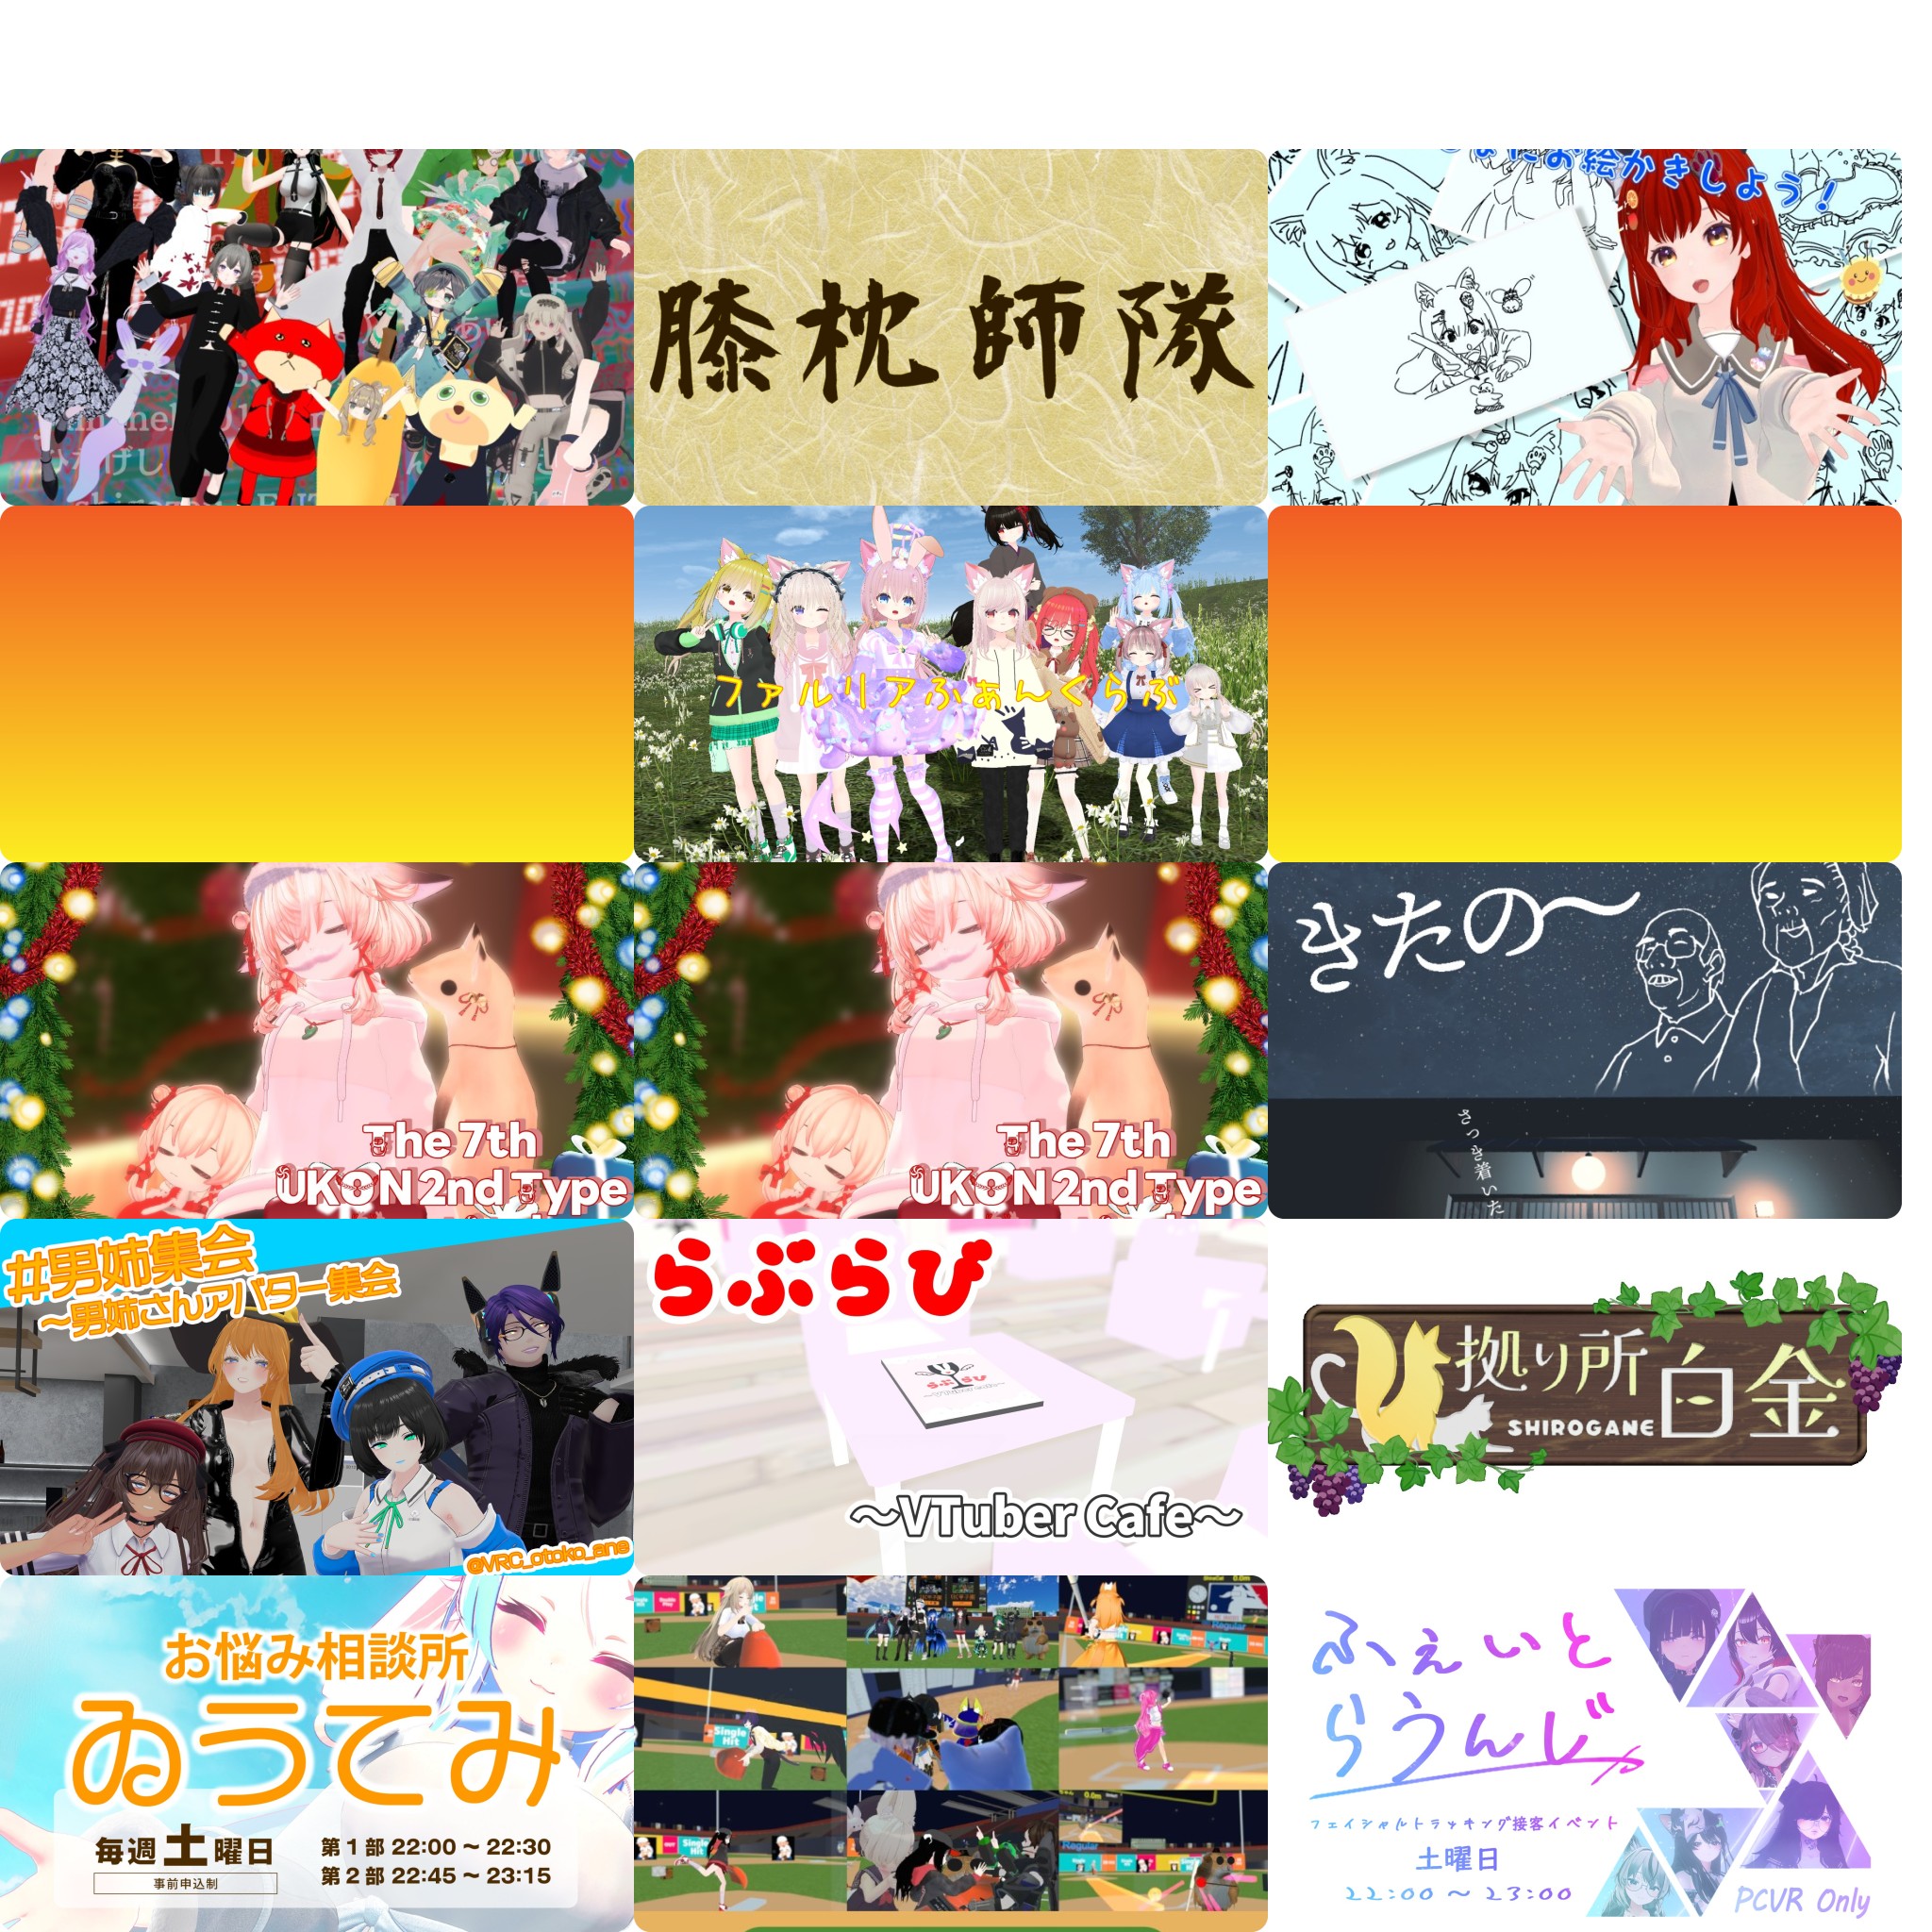 膝枕師隊
お絵かきしよう！
ファルリアふぁんくらぶ
The 7th
UKON 2nd Type
The 7th
UKON 2nd Type
きたの〜
さっき着いた
#男姉集会
〜男姉さんアバター集会
@VRC_otoko_ane
らぶらび
らぶらび
〜VTuber Cafe〜
拠り所
白金
SHIROGANE
お悩み相談所
ゐうてみ
毎週土曜日
事前申込制
第1部 22:00 〜 22:30
第2部 22:45 〜 23:15
Single
Hit
Single
Hit
Regular
ふぇいと
らうんじ
フェイシャルトラッキング接客イベント
土曜日
22:00 〜 23:00
PCVR Only